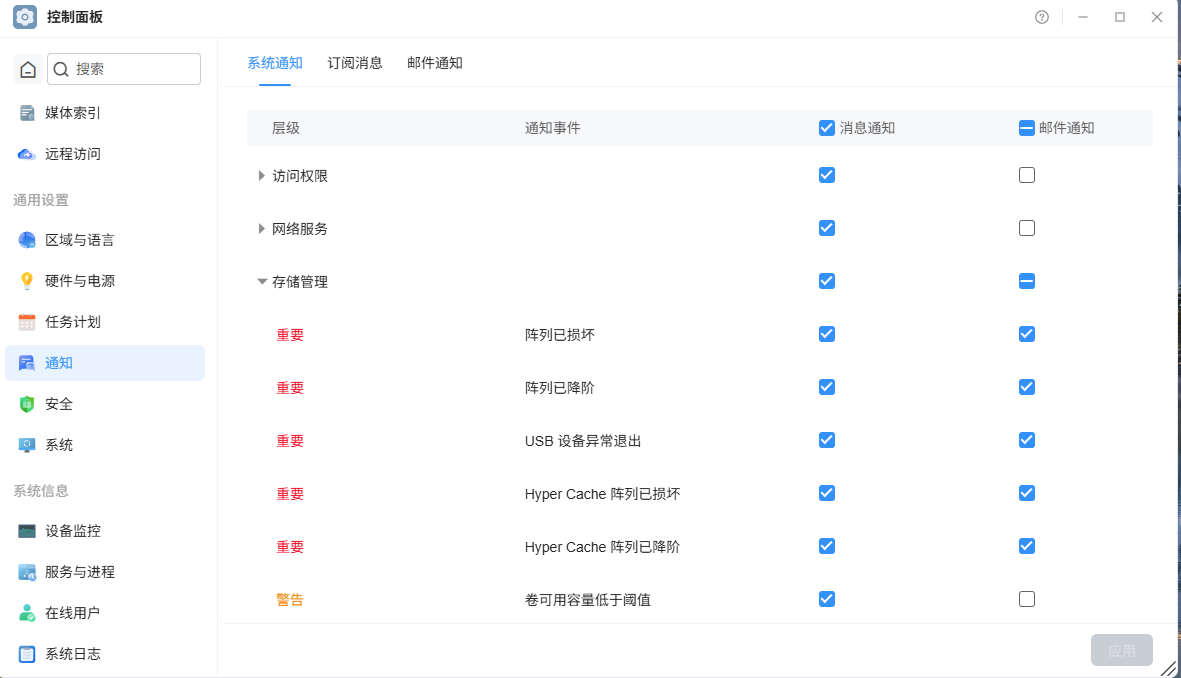 控制面板
搜索
媒体索引
远程访问
通用设置
区域与语言
硬件与电源
任务计划
通知
安全
系统
系统信息
设备监控
服务与进程
在线用户
系统日志
系统通知 订阅消息 邮件通知
层级 通知事件 消息通知 邮件通知
访问权限
网络服务
存储管理
重要 阵列已损坏
重要 阵列已降阶
重要 USB 设备异常退出
重要 Hyper Cache 阵列已损坏
重要 Hyper Cache 阵列已降阶
警告 卷可用容量低于阈值
应用